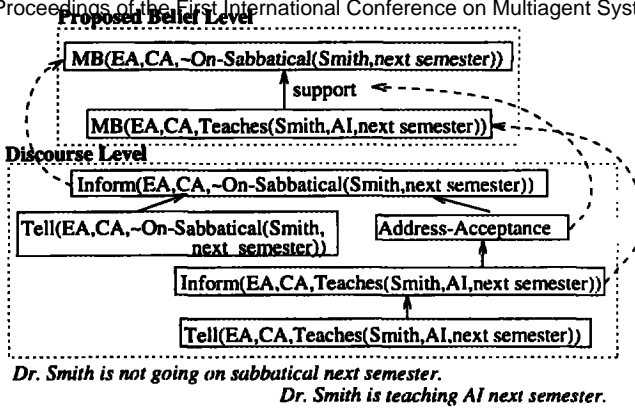 Proceedings of the First International Conference on Multiagent Syst
Proposed Belief Level
MB(EA,CA,~On-Sabbatical(Smith,next semester))
support
MB(EA,CA,Teaches(Smith,AI,next semester))
Discourse Level
Inform(EA,CA,~On-Sabbatical(Smith,next semester))
Tell(EA,CA,~On-Sabbatical(Smith,
next semester))
Address-Acceptance
Inform(EA,CA,Teaches(Smith,AI,next semester))
Tell(EA,CA,Teaches(Smith,AI,next semester))
Dr. Smith is not going on sabbatical next semester.
Dr. Smith is teaching AI next semester.